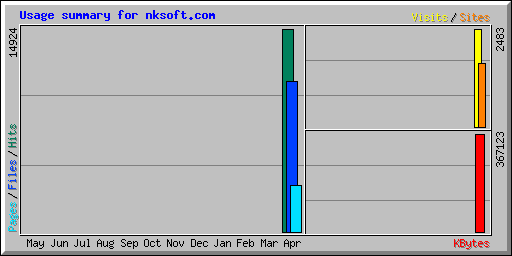 Usage summary for nksoft.com
Visits / Sites
14924
2483
Pages / Files / Hits
367123
May Jun Jul Aug Sep Oct Nov Dec Jan Feb Mar Apr
KBytes